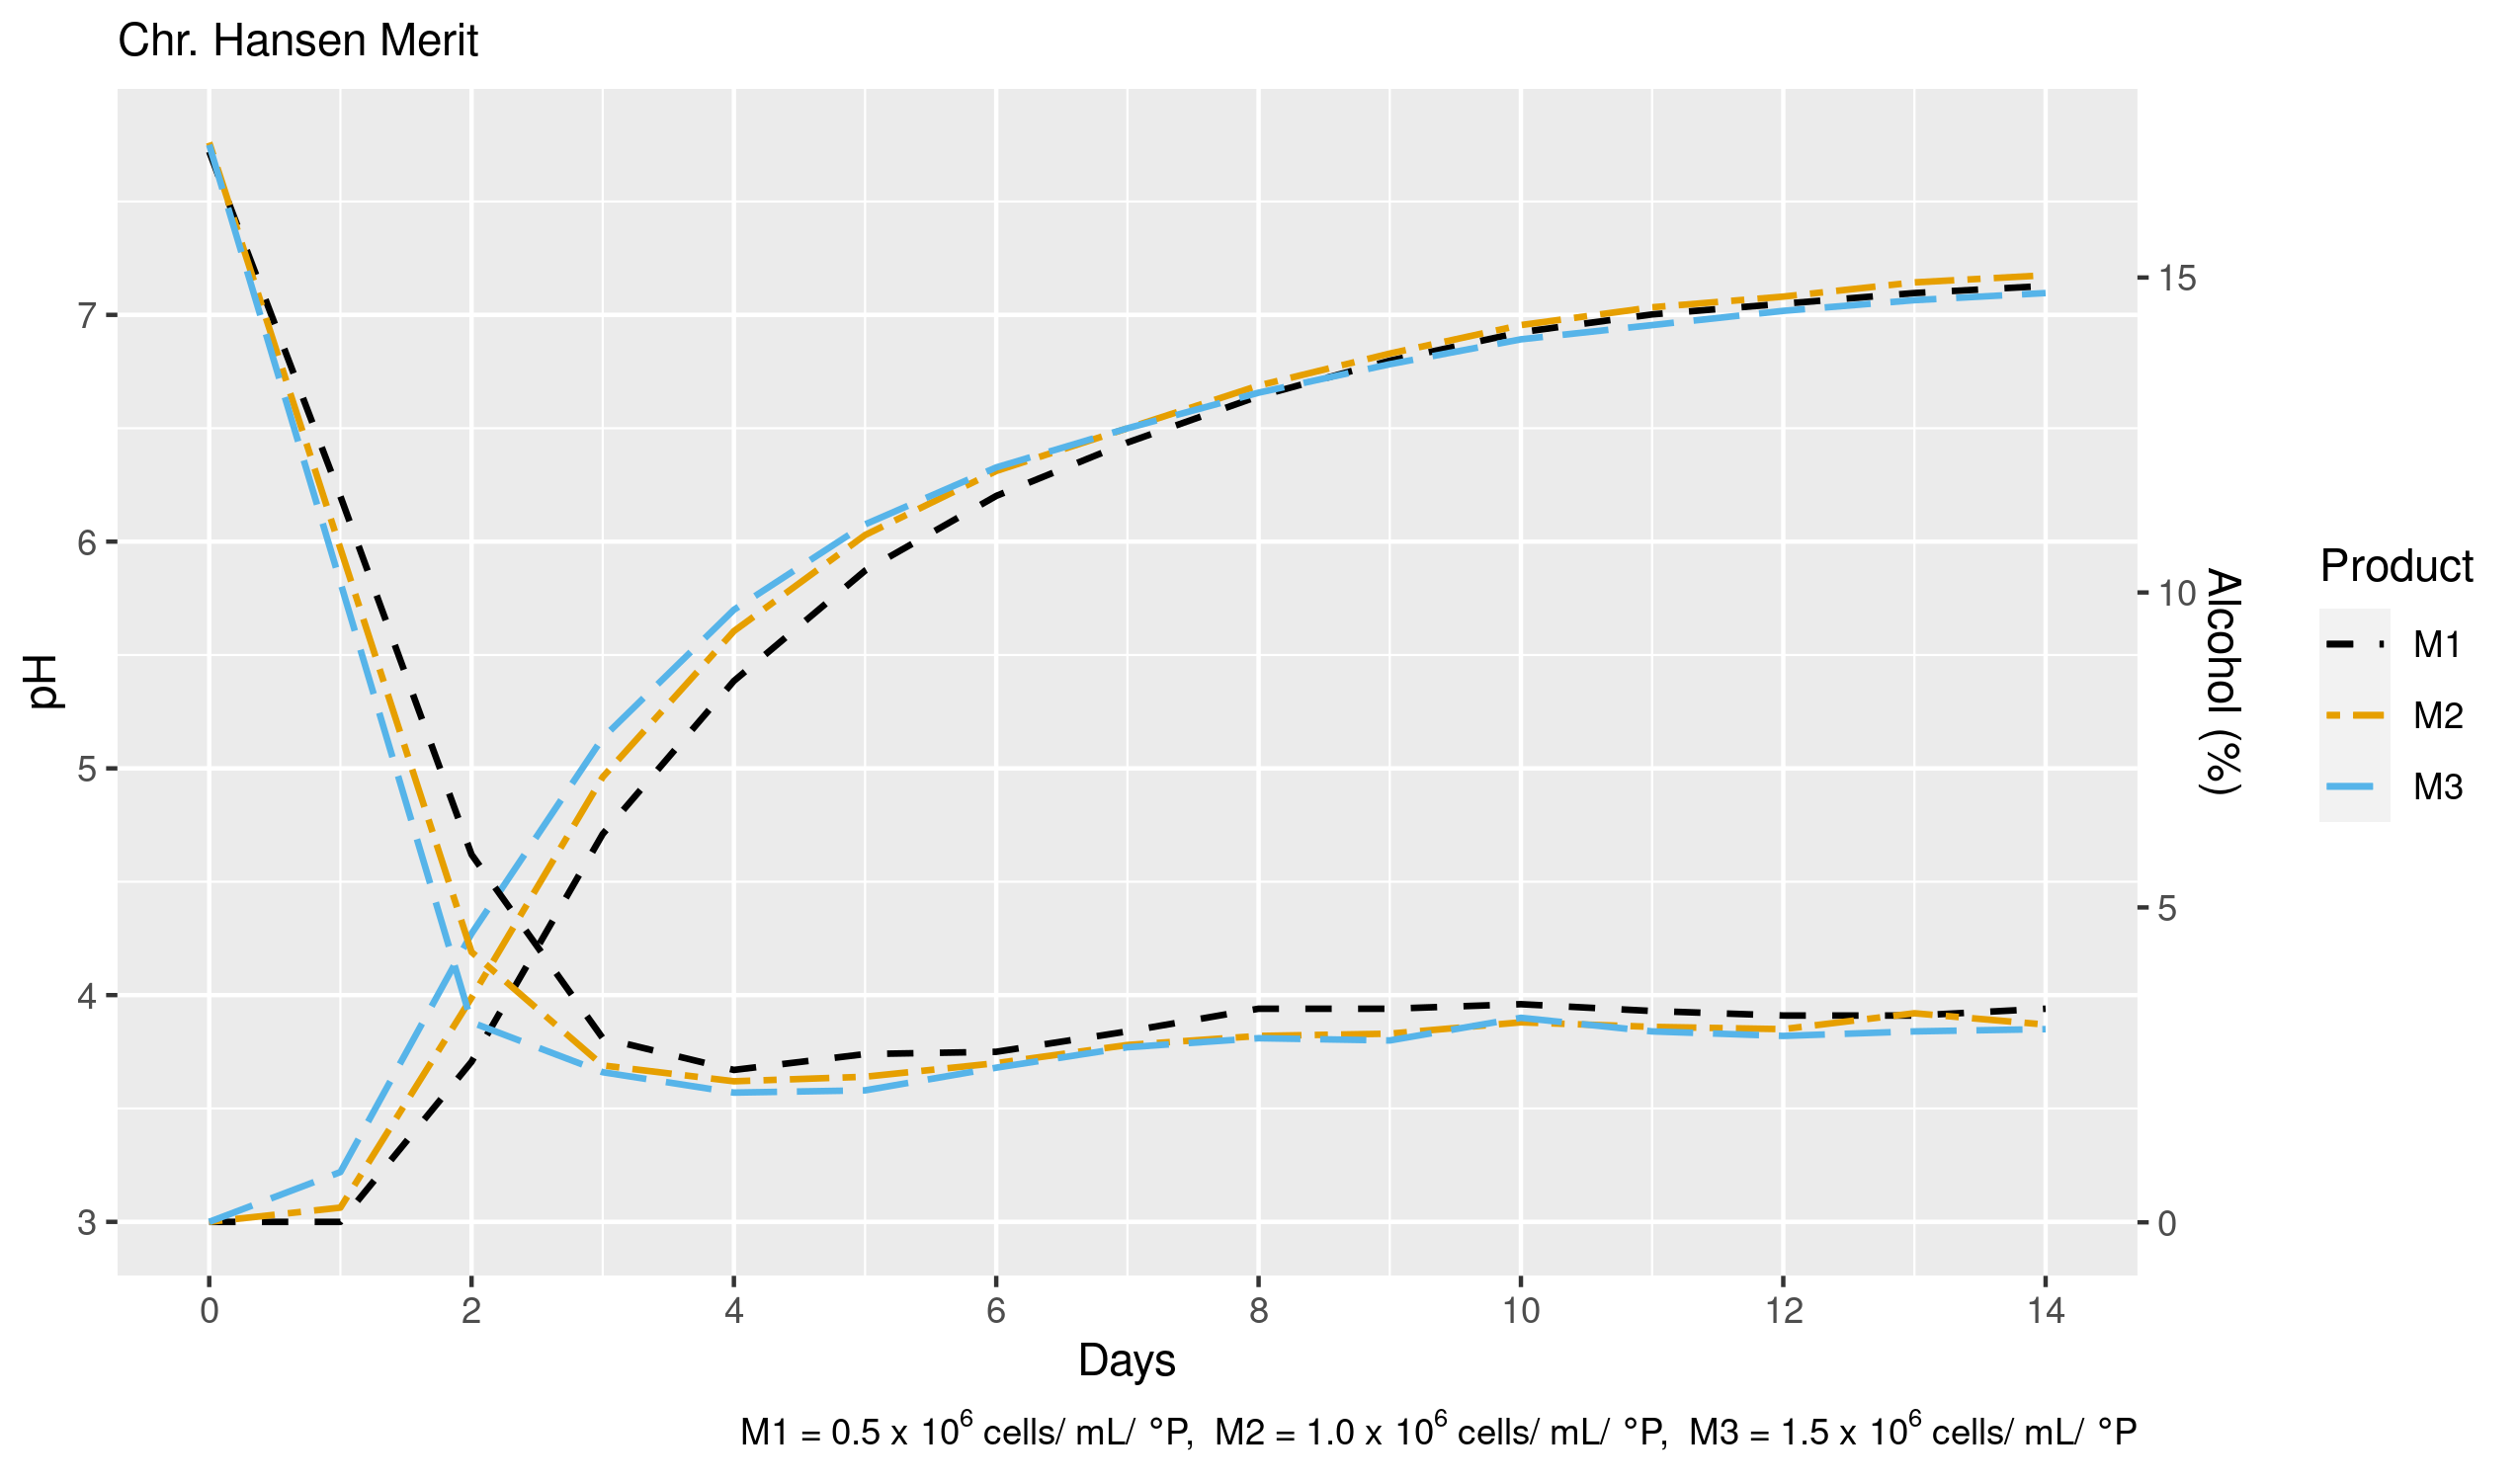 Chr. Hansen Merit
7
6
5
4
3
pH
15
10
5
0
Alcohol (%)
0 2 4 6 8 10 12 14
Days
Product
M1
M2
M3
M1 = 0.5 x 10⁶ cells/ mL/ °P, M2 = 1.0 x 10⁶ cells/ mL/ °P, M3 = 1.5 x 10⁶ cells/ mL/ °P